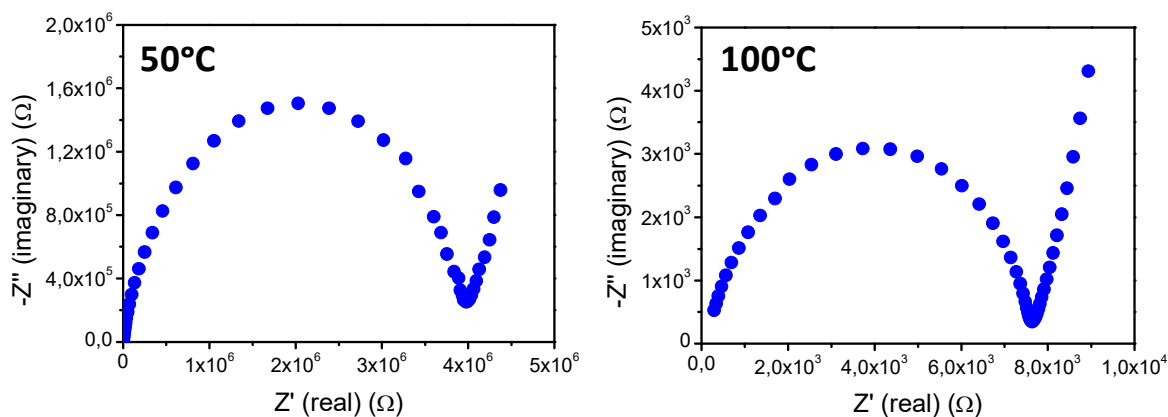 50°C
2,0x10⁶
1,6x10⁶
1,2x10⁶
8,0x10⁵
4,0x10⁵
0,0
-Z" (imaginary) (Ω)
0 1x10⁶ 2x10⁶ 3x10⁶ 4x10⁶ 5x10⁶
Z' (real) (Ω)
100°C
5x10³
4x10³
3x10³
2x10³
1x10³
0
-Z" (imaginary) (Ω)
0,0 2,0x10³ 4,0x10³ 6,0x10³ 8,0x10³ 1,0x10⁴
Z' (real) (Ω)